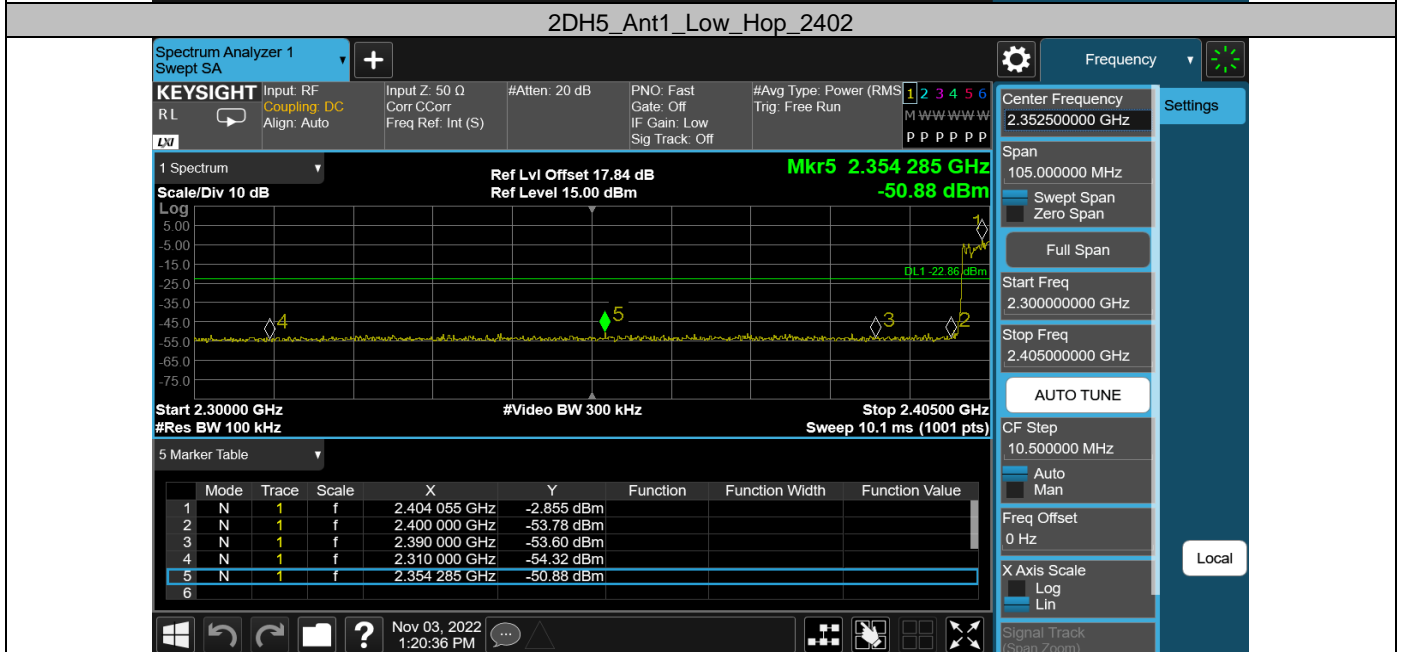 2DH5_Ant1_Low_Hop_2402
Spectrum Analyzer 1
Swept SA
Frequency
KEYSIGHT
RL
LXI
Input: RF
Coupling: DC
Align: Auto
Input Z: 50 Ω
Corr CCorr
Freq Ref: Int (S)
#Atten: 20 dB
PNO: Fast
Gate: Off
IF Gain: Low
Sig Track: Off
#Avg Type: Power (RMS
Trig: Free Run
1 2 3 4 5 6
M W W W W W
P P P P P P
1 Spectrum
Scale/Div 10 dB
Ref Lvl Offset 17.84 dB
Ref Level 15.00 dBm
Mkr5 2.354 285 GHz
-50.88 dBm
Log
5.00
-5.00
-15.0
-25.0
-35.0
-45.0
-55.0
-65.0
-75.0
1
DL1 -22.86 dBm
4
5
3
2
Start 2.30000 GHz
#Video BW 300 kHz
Stop 2.40500 GHz
#Res BW 100 kHz
Sweep 10.1 ms (1001 pts)
5 Marker Table
Mode Trace Scale X Y Function Function Width Function Value
1 N 1 f 2.404 055 GHz -2.855 dBm
2 N 1 f 2.400 000 GHz -53.78 dBm
3 N 1 f 2.390 000 GHz -53.60 dBm
4 N 1 f 2.310 000 GHz -54.32 dBm
5 N 1 f 2.354 285 GHz -50.88 dBm
6
?
Nov 03, 2022
1:20:36 PM
Center Frequency
2.352500000 GHz
Settings
Span
105.000000 MHz
Swept Span
Zero Span
Full Span
Start Freq
2.300000000 GHz
Stop Freq
2.405000000 GHz
AUTO TUNE
CF Step
10.500000 MHz
Auto
Man
Freq Offset
0 Hz
Local
X Axis Scale
Log
Lin
Signal Track
(Span Zoom)